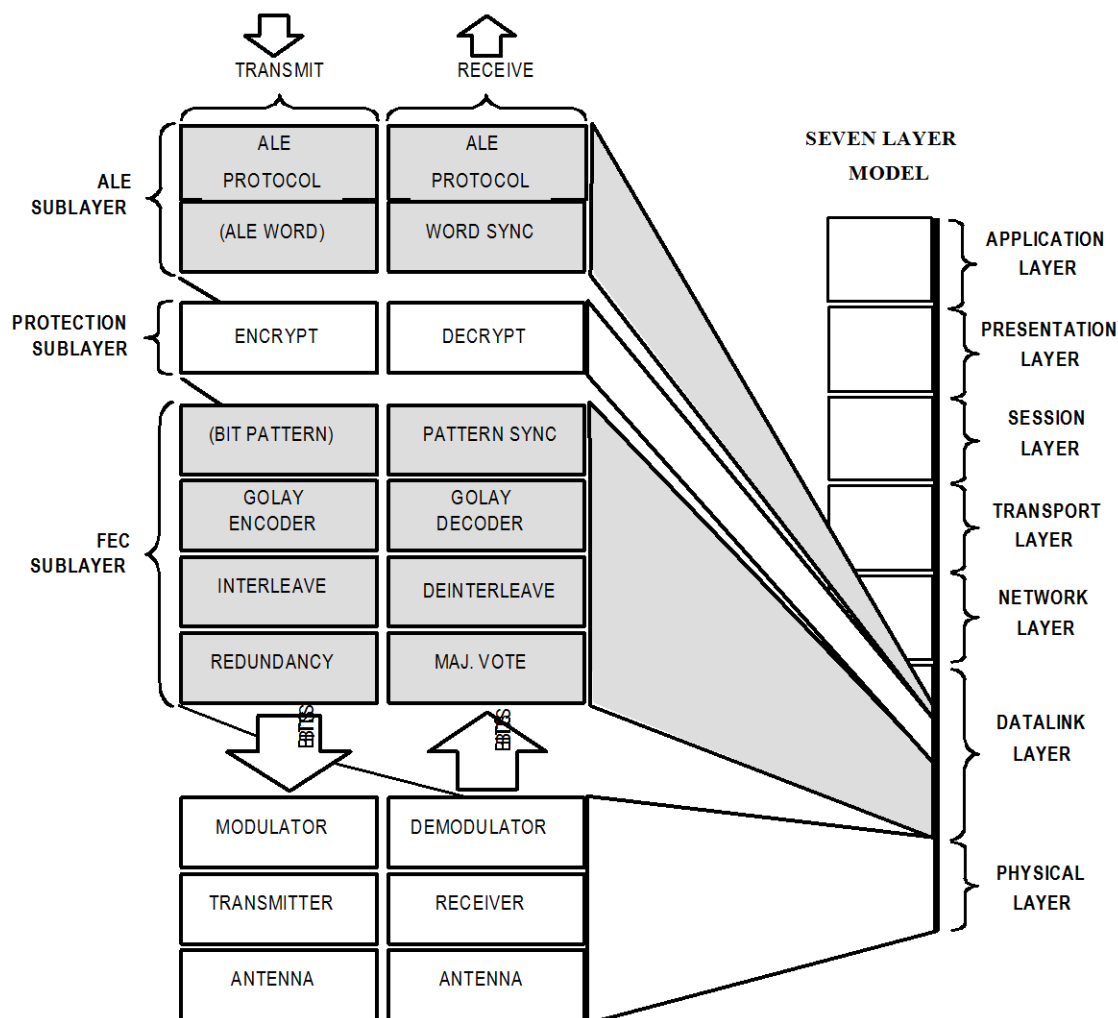 TRANSMIT
RECEIVE
ALE
SUBLAYER
ALE
PROTOCOL
ALE
PROTOCOL
(ALE WORD)
WORD SYNC
PROTECTION
SUBLAYER
ENCRYPT
DECRYPT
FEC
SUBLAYER
(BIT PATTERN)
PATTERN SYNC
GOLAY
ENCODER
GOLAY
DECODER
INTERLEAVE
DEINTERLEAVE
REDUNDANCY
MAJ. VOTE
MODULATOR
DEMODULATOR
TRANSMITTER
RECEIVER
ANTENNA
ANTENNA
SEVEN LAYER
MODEL
APPLICATION
LAYER
PRESENTATION
LAYER
SESSION
LAYER
TRANSPORT
LAYER
NETWORK
LAYER
DATALINK
LAYER
PHYSICAL
LAYER